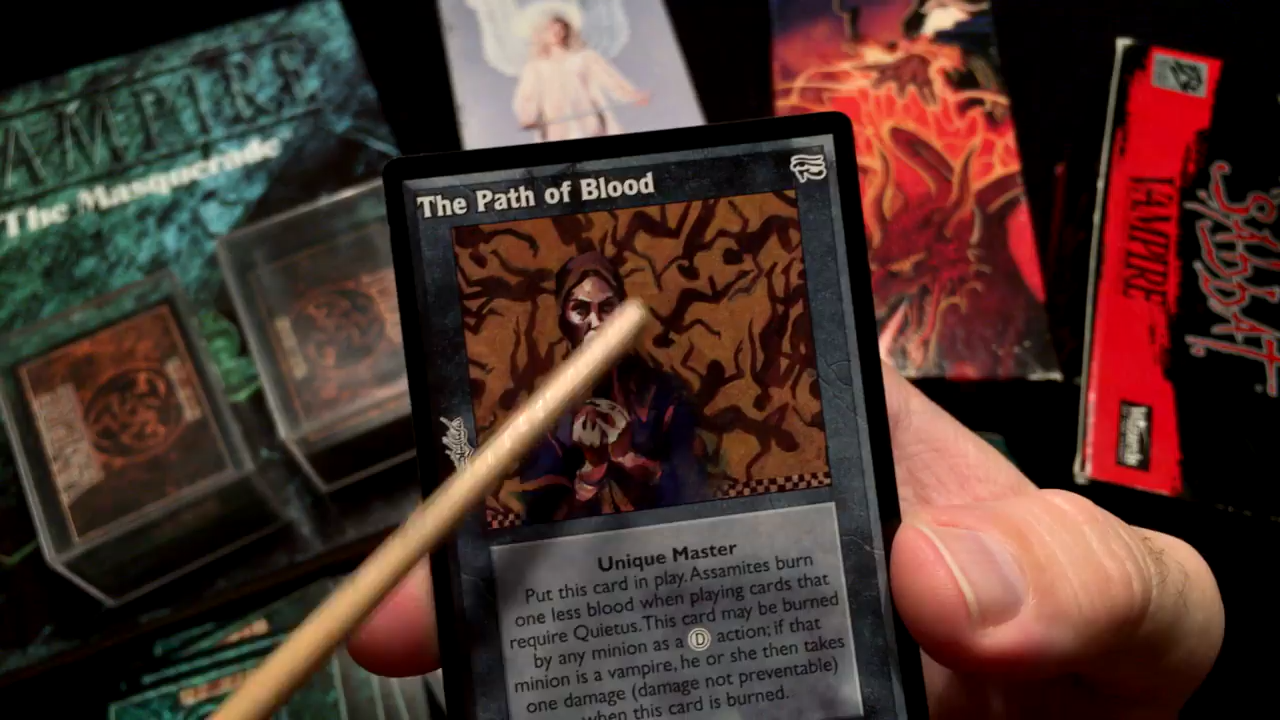 VAMPIRE
The Masquerade
The Path of Blood
Unique Master
Put this card in play. Assamites burn
one less blood when playing cards that
require Quietus. This card may be burned
by any minion as a Ⓓ action; if that
minion is a vampire, he or she then takes
one damage (damage not preventable)
when this card is burned.
VAMPIRE
SABBAT